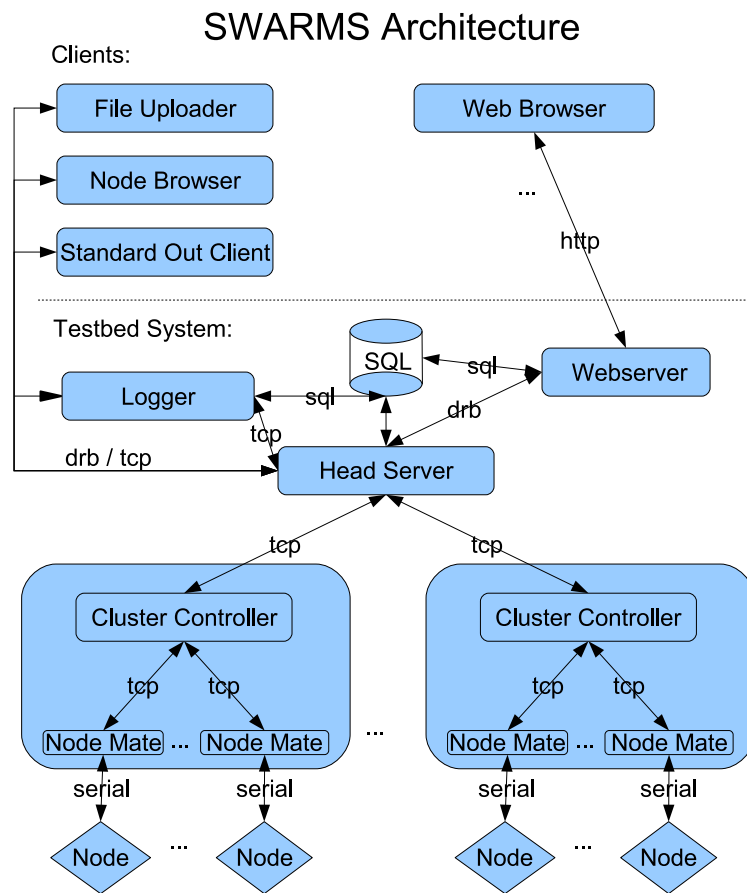 SWARMS Architecture
Clients:
File Uploader
Web Browser
Node Browser
...
Standard Out Client
http
Testbed System:
SQL
sql
Webserver
Logger
sql
drb
tcp
drb / tcp
Head Server
tcp
tcp
Cluster Controller
Cluster Controller
tcp
tcp
tcp
tcp
Node Mate
...
Node Mate
...
Node Mate
...
Node Mate
serial
serial
serial
serial
Node
...
Node
Node
...
Node